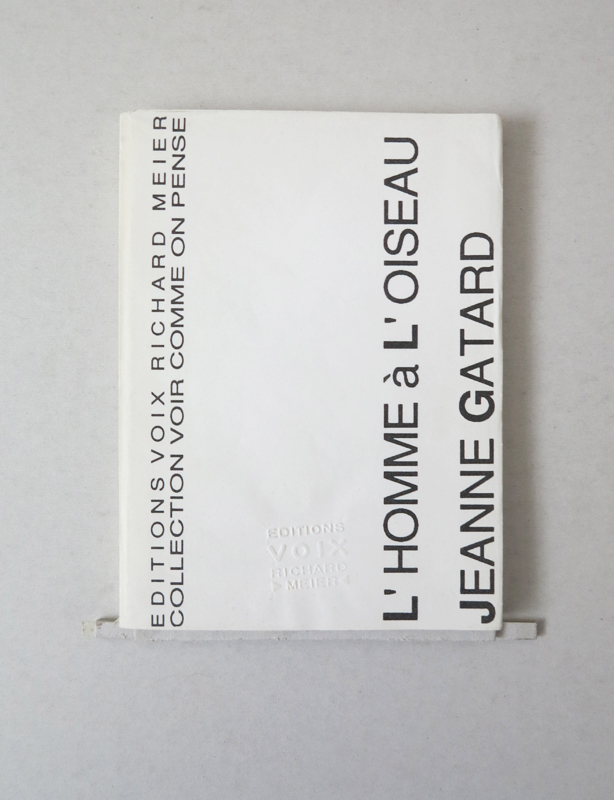 EDITIONS VOIX RICHARD MEIER
COLLECTION VOIR COMME ON PENSE
L' HOMME à L' OISEAU
JEANNE GATARD
EDITIONS
VOIX
RICHARD
MEIER